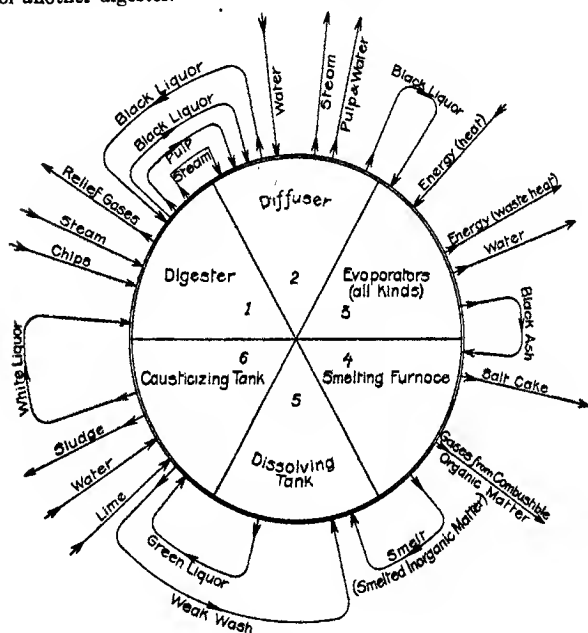 or another digester.
Black Liquor
Black Liquor
Pulp
Steam
Water
Steam
Pulp & Water
Black Liquor
Energy (heat)
Energy (waste heat)
Water
Black Ash
Salt Cake
Gases from Combustible
Organic Matter
Smelt
(Smelted Inorganic Matter)
Weak Wash
Green Liquor
Lime
Water
Sludge
White Liquor
Chips
Steam
Relief Gases
Digester
1
Diffuser
2
Evaporators
(all kinds)
3
4
Smelting Furnace
5
Dissolving
Tank
6
Causticizing Tank